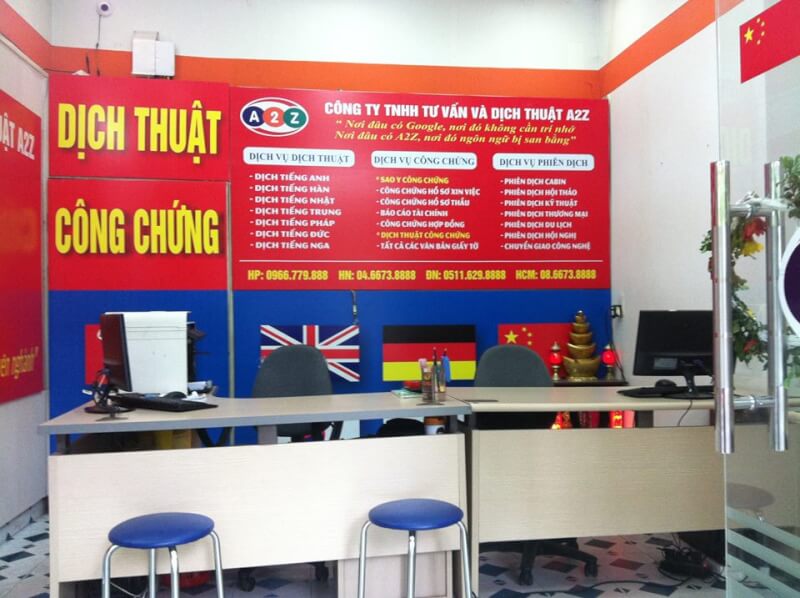 DỊCH THUẬT
CÔNG CHỨNG
A2Z
CÔNG TY TNHH TƯ VẤN VÀ DỊCH THUẬT A2Z
“ Nơi đâu có Google, nơi đó không cần trí nhớ
Nơi đâu có A2Z, nơi đó ngôn ngữ bị san bằng”
DỊCH VỤ DỊCH THUẬT
- DỊCH TIẾNG ANH
- DỊCH TIẾNG HÀN
- DỊCH TIẾNG NHẬT
- DỊCH TIẾNG TRUNG
- DỊCH TIẾNG PHÁP
- DỊCH TIẾNG ĐỨC
- DỊCH TIẾNG NGA
DỊCH VỤ CÔNG CHỨNG
* SAO Y CÔNG CHỨNG
- CÔNG CHỨNG HỒ SƠ XIN VIỆC
- CÔNG CHỨNG HỒ SƠ THẦU
- BÁO CÁO TÀI CHÍNH
- CÔNG CHỨNG HỢP ĐỒNG
* DỊCH THUẬT CÔNG CHỨNG
- TẤT CẢ CÁC VĂN BẢN GIẤY TỜ
DỊCH VỤ PHIÊN DỊCH
- PHIÊN DỊCH CABIN
- PHIÊN DỊCH HỘI THẢO
- PHIÊN DỊCH KỸ THUẬT
- PHIÊN DỊCH THƯƠNG MẠI
- PHIÊN DỊCH DU LỊCH
- PHIÊN DỊCH HỘI NGHỊ
- CHUYỂN GIAO CÔNG NGHỆ
HP: 0966.779.888 HN: 04.6673.8888 ĐN: 0511.629.8888 HCM: 08.6673.8888
ẬT A2Z